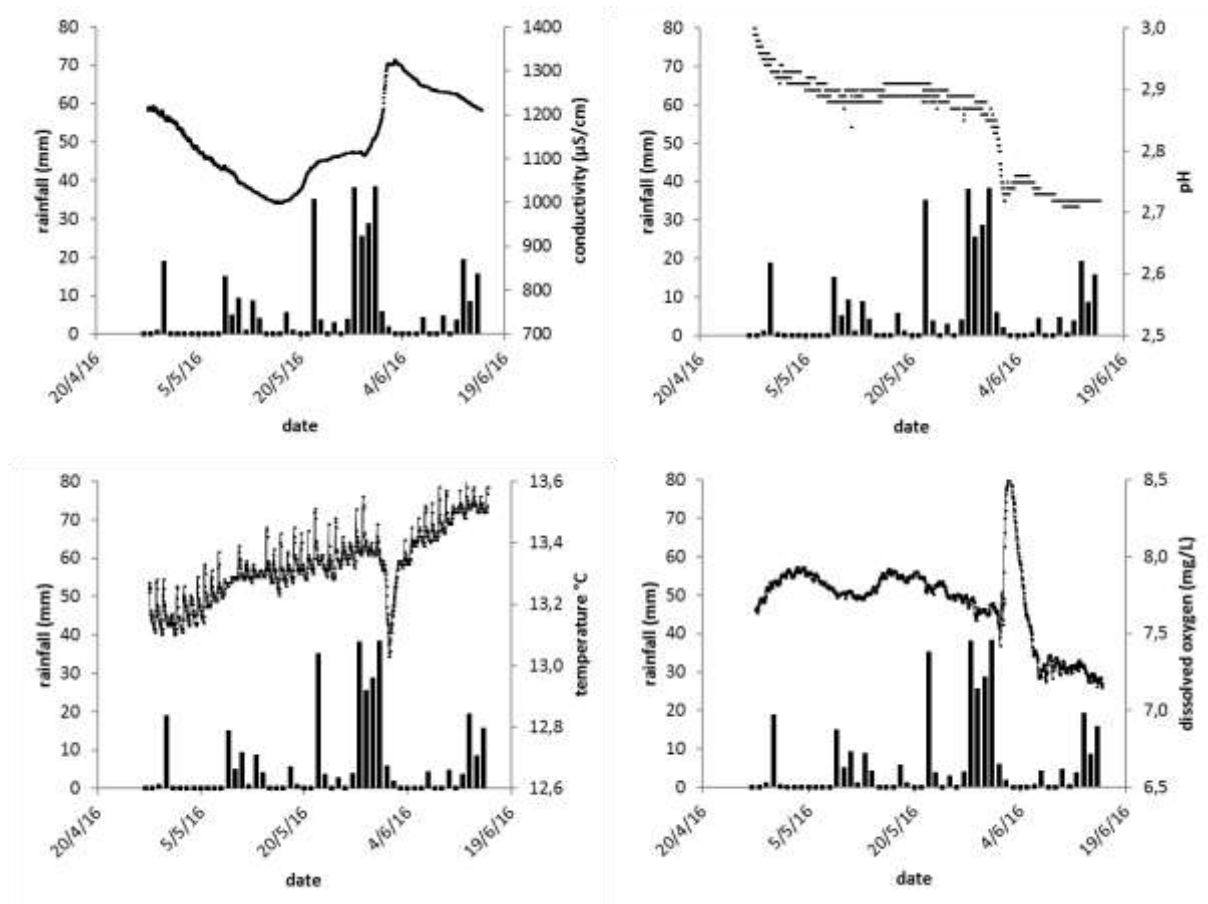 80 1400 80 3,0
70 1300 70 2,9
60 1200 60
50 1100 50 2,8
40 1000 40 2,7
30 900 30
20 800 20 2,6
10 10
0 700 0 2,5
rainfall (mm)
conductivity (µS/cm)
rainfall (mm)
pH
20/4/16 5/5/16 20/5/16 4/6/16 19/6/16
20/4/16 5/5/16 20/5/16 4/6/16 19/6/16
date
date
80 13,6 80 8,5
70 13,4 70 8,0
60 60
50 13,2 50 7,5
40 13,0 40
30 30 7,0
20 12,8 20
10 10
0 12,6 0 6,5
rainfall (mm)
temperature °C
rainfall (mm)
dissolved oxygen (mg/L)
20/4/16 5/5/16 20/5/16 4/6/16 19/6/16
20/4/16 5/5/16 20/5/16 4/6/16 19/6/16
date
date